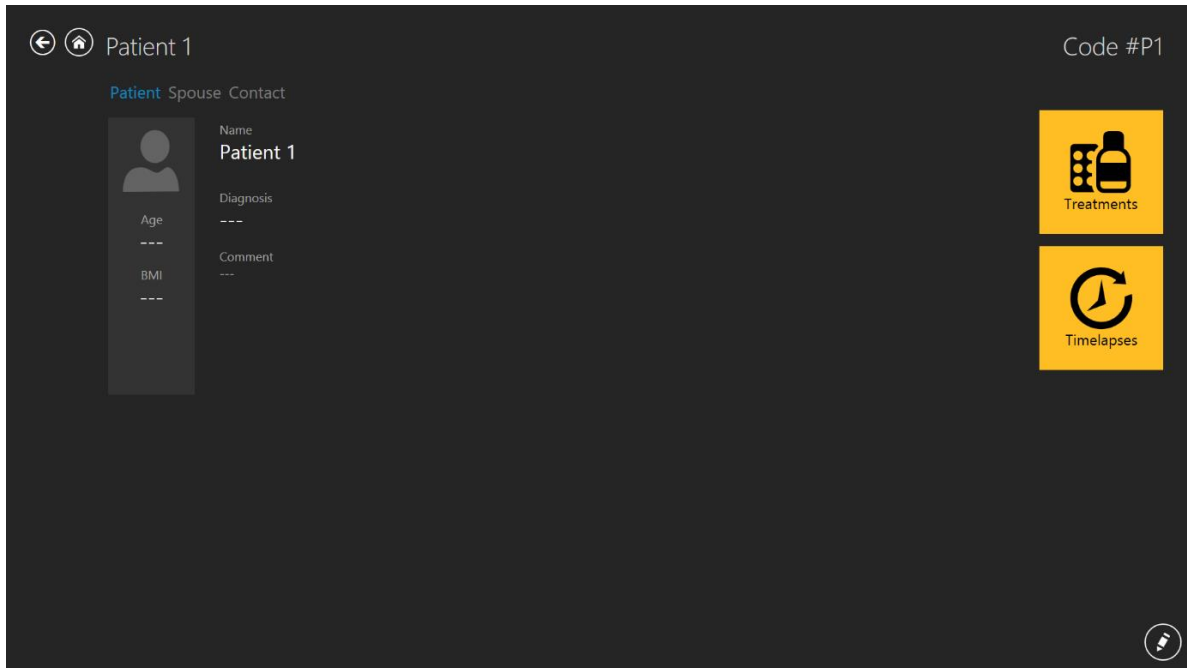 Patient 1
Code #P1
Patient Spouse Contact
Name
Patient 1
Diagnosis
---
Age
---
Comment
---
BMI
---
Treatments
Timelapses